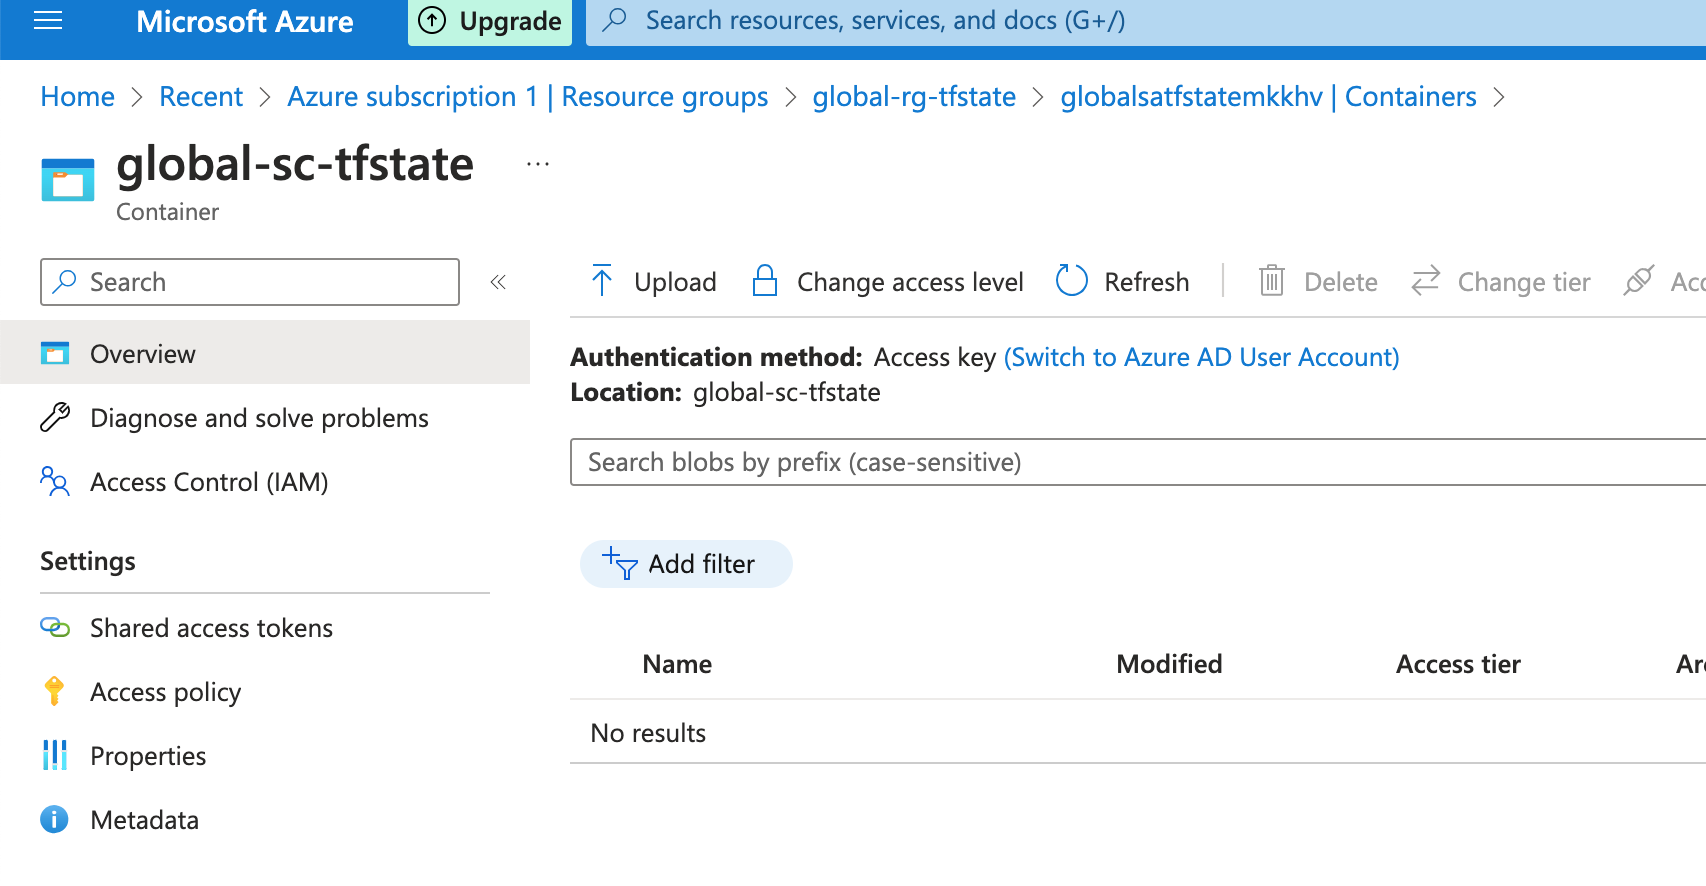 Microsoft Azure
Upgrade
Search resources, services, and docs (G+/)
Home > Recent > Azure subscription 1 | Resource groups > global-rg-tfstate > globalsatfstatemkkhv | Containers >
global-sc-tfstate ...
Container
Search «
Overview
Diagnose and solve problems
Access Control (IAM)
Settings
Shared access tokens
Access policy
Properties
Metadata
Upload Change access level Refresh Delete Change tier
Authentication method: Access key (Switch to Azure AD User Account)
Location: global-sc-tfstate
Search blobs by prefix (case-sensitive)
Add filter
Name Modified Access tier
No results